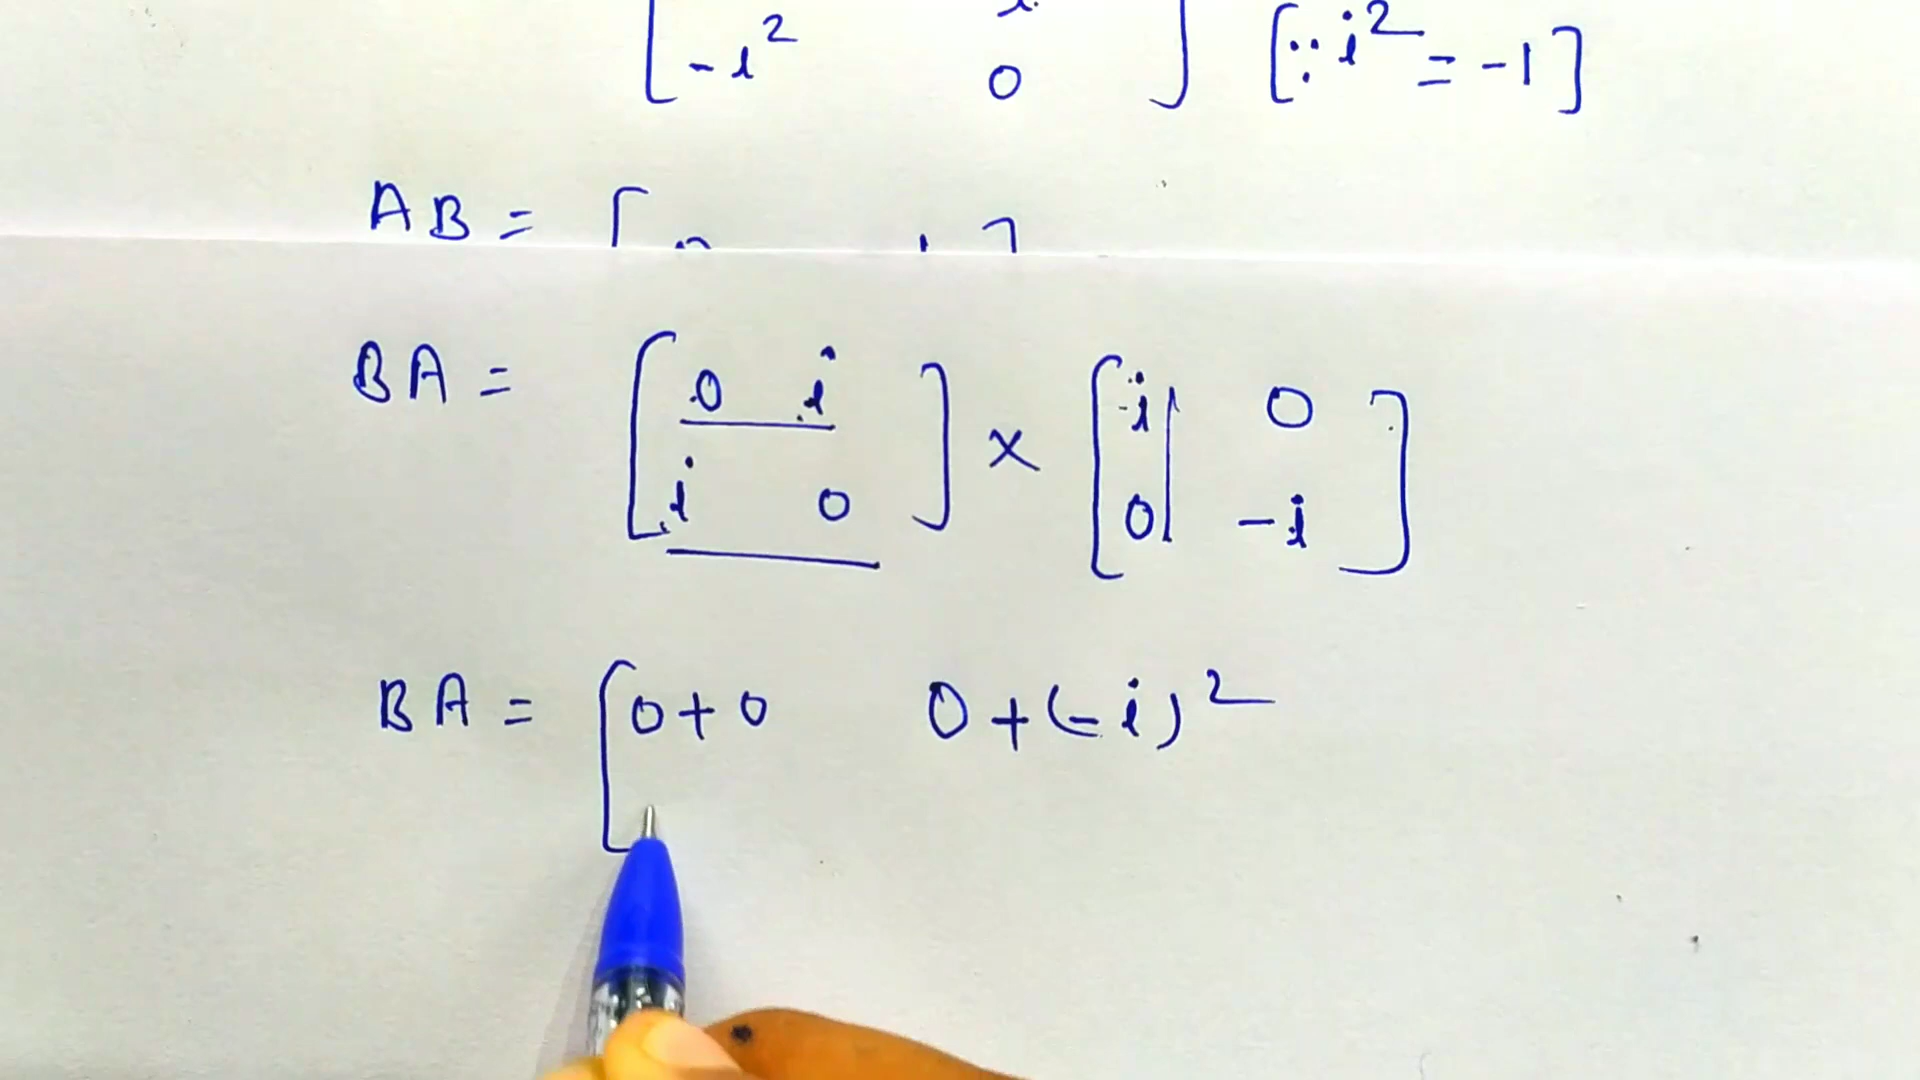 -i² 0 ] [∵ i² = -1]
AB = [
BA = [ 0 i ] × [ i 0 ]
i 0 0 -i
BA = [ 0+0 0+(-i)²